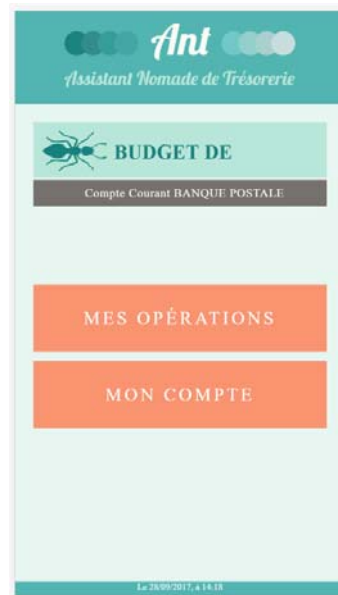 Ant
Assistant Nomade de Trésorerie
BUDGET DE
Compte Courant BANQUE POSTALE
MES OPÉRATIONS
MON COMPTE
Le 28/09/2017, à 14:18